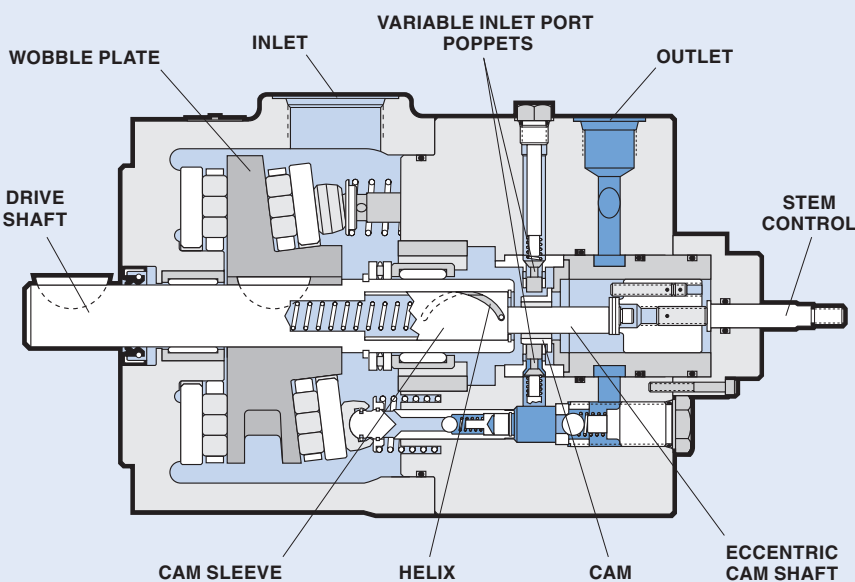 VARIABLE INLET PORT
POPPETS
INLET
WOBBLE PLATE
OUTLET
DRIVE
SHAFT
STEM
CONTROL
CAM SLEEVE
HELIX
CAM
ECCENTRIC
CAM SHAFT